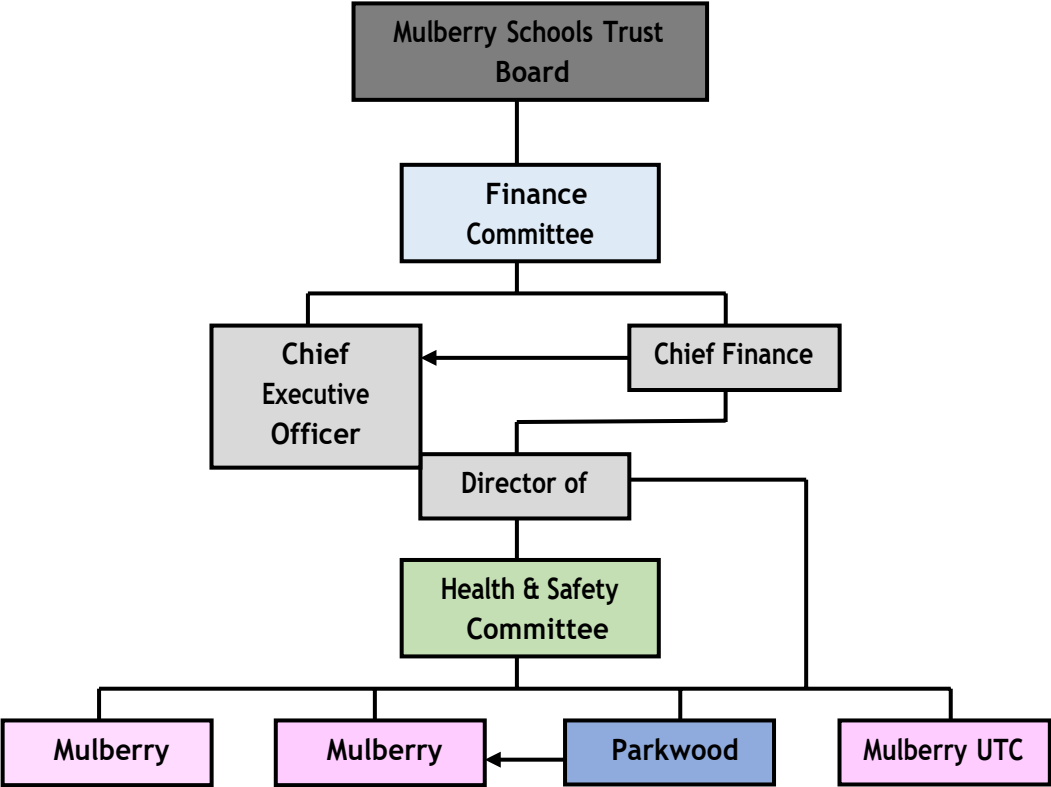 Mulberry Schools Trust
Board
Finance
Committee
Chief
Executive
Officer
Chief Finance
Director of
Health & Safety
Committee
Mulberry
Mulberry
Parkwood
Mulberry UTC